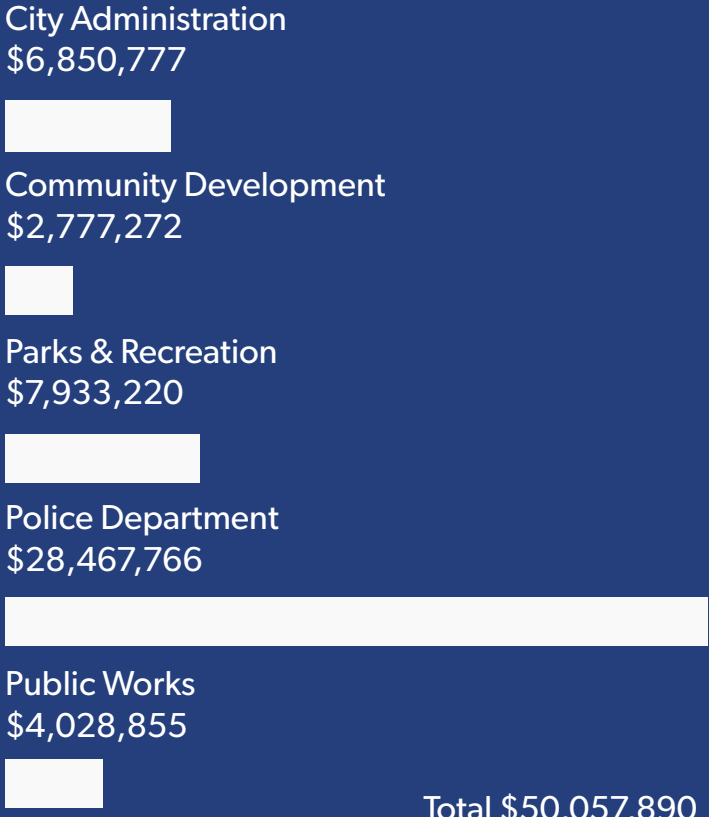 City Administration
$6,850,777
Community Development
$2,777,272
Parks & Recreation
$7,933,220
Police Department
$28,467,766
Public Works
$4,028,855
Total $50,057,890